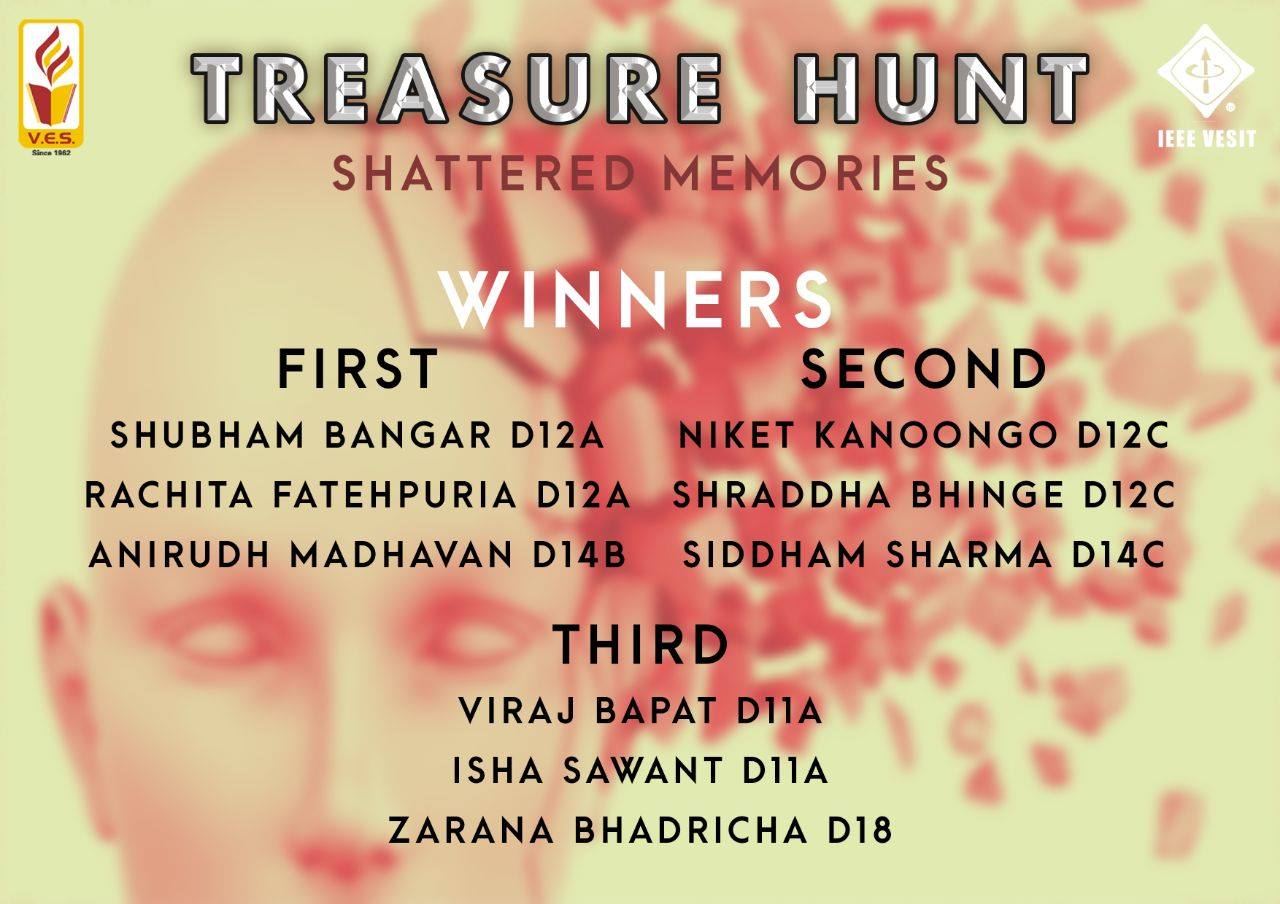 V.E.S.
Since 1962
TREASURE HUNT
IEEE VESIT
SHATTERED MEMORIES
WINNERS
FIRST
SHUBHAM BANGAR D12A
RACHITA FATEHPURIA D12A
ANIRUDH MADHAVAN D14B
SECOND
NIKET KANOONGO D12C
SHRADDHA BHINGE D12C
SIDDHAM SHARMA D14C
THIRD
VIRAJ BAPAT D11A
ISHA SAWANT D11A
ZARANA BHADRICHA D18